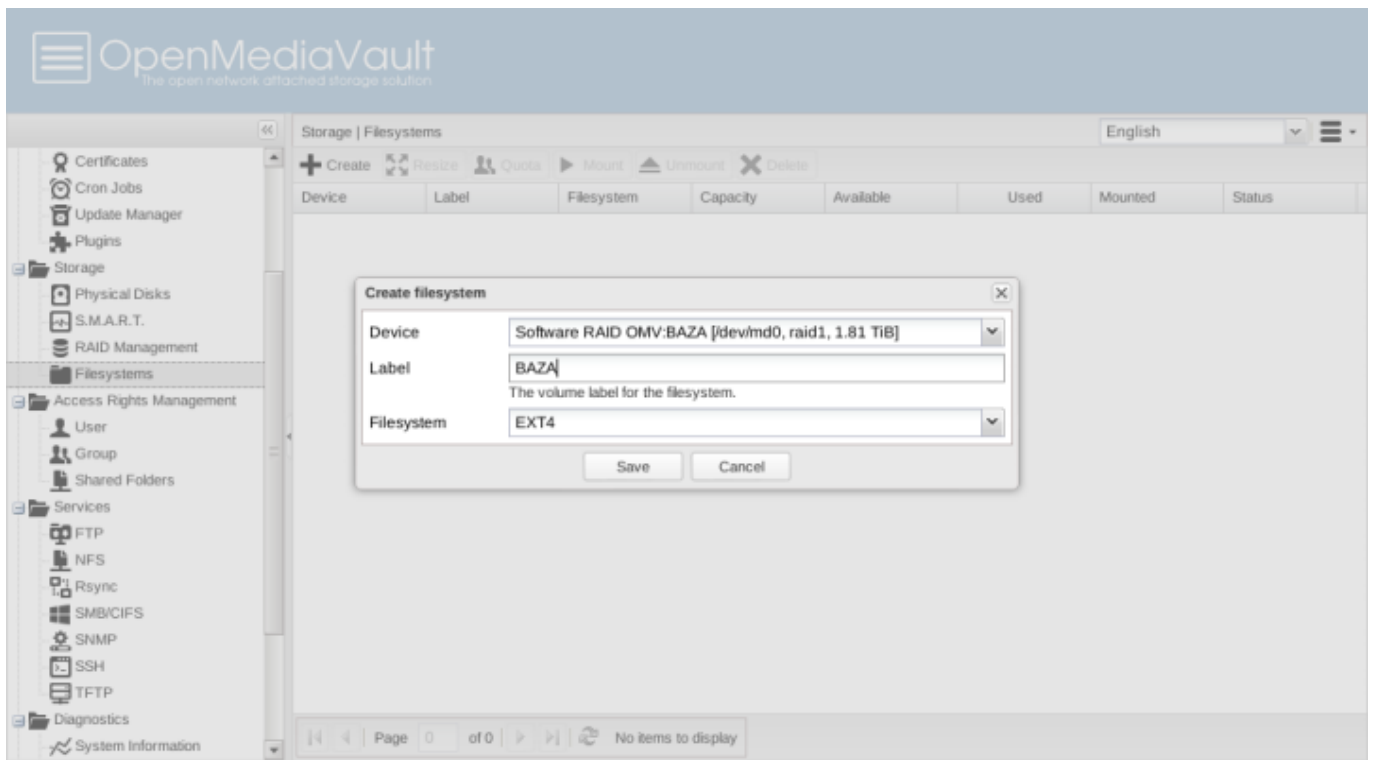 OpenMediaVault
The open network attached storage solution
Storage | Filesystems
English
Certificates
Cron Jobs
Update Manager
Plugins
Storage
Physical Disks
S.M.A.R.T.
RAID Management
Filesystems
Access Rights Management
User
Group
Shared Folders
Services
FTP
NFS
Rsync
SMB/CIFS
SNMP
SSH
TFTP
Diagnostics
System Information
Create Resize Quota Mount Unmount Delete
Device Label Filesystem Capacity Available Used Mounted Status
Create filesystem
Device Software RAID OMV:BAZA [/dev/md0, raid1, 1.81 TiB]
Label BAZA
The volume label for the filesystem.
Filesystem EXT4
Save Cancel
Page 0 of 0 No items to display